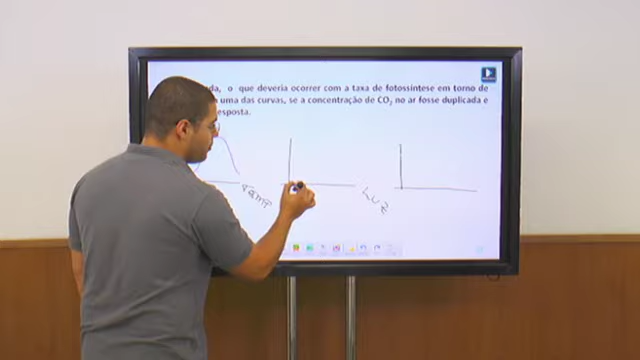 da, o que deveria ocorrer com a taxa de fotossíntese em torno de
uma das curvas, se a concentração de CO₂ no ar fosse duplicada e
esposta.
TEMP
LUZ